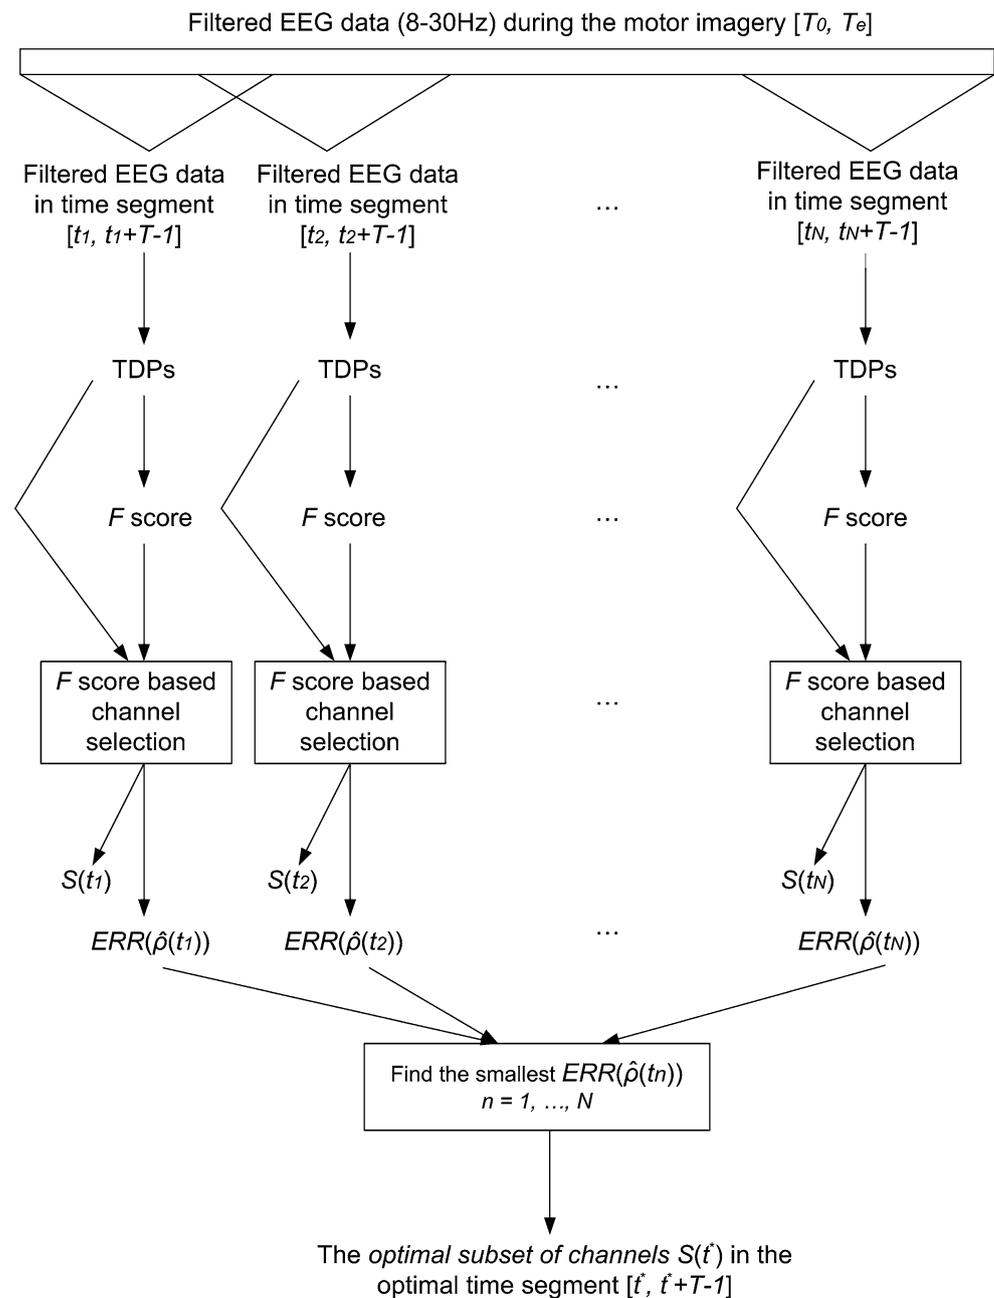 Filtered EEG data (8-30Hz) during the motor imagery [T0, Te]
Filtered EEG data
in time segment
[t1, t1+T-1]
Filtered EEG data
in time segment
[t2, t2+T-1]
...
Filtered EEG data
in time segment
[tN, tN+T-1]
TDPs
TDPs
...
TDPs
F score
F score
...
F score
F score based
channel
selection
F score based
channel
selection
...
F score based
channel
selection
S(t1)
S(t2)
S(tN)
ERR(ρ̂(t1))
ERR(ρ̂(t2))
...
ERR(ρ̂(tN))
Find the smallest ERR(ρ̂(tn))
n = 1, ..., N
The optimal subset of channels S(t*) in the
optimal time segment [t*, t*+T-1]